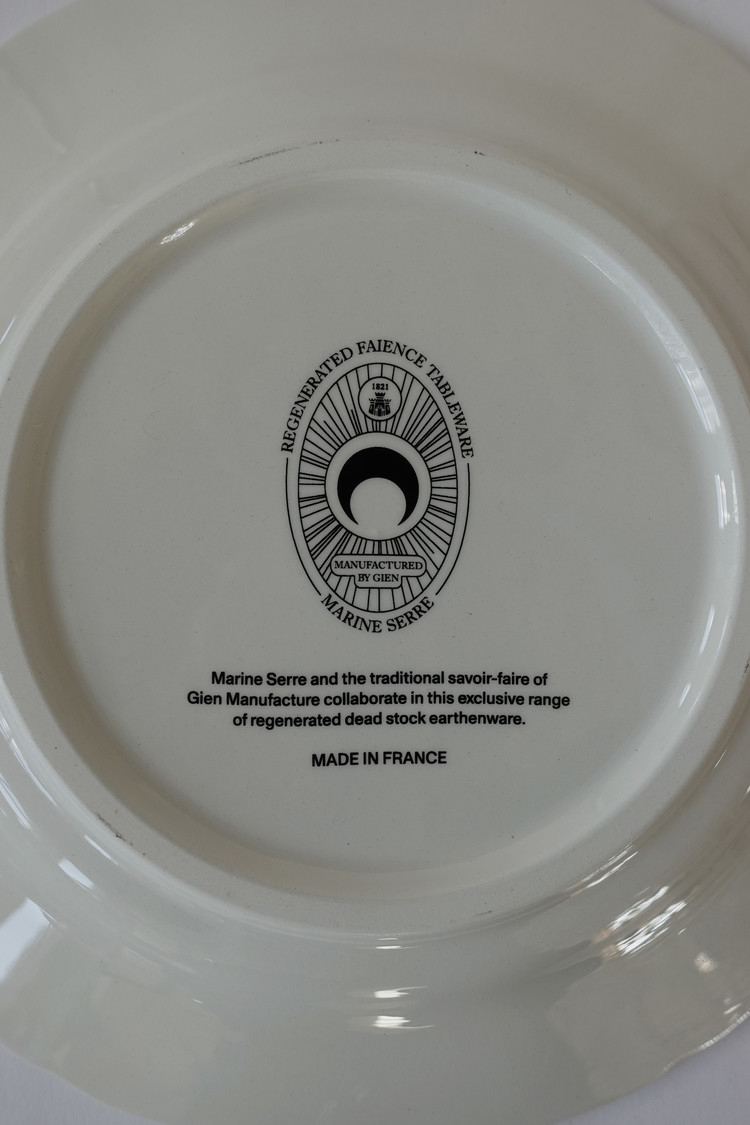 REGENERATED FAIENCE TABLEWARE
1821
MANUFACTURED
BY GIEN
MARINE SERRE
Marine Serre and the traditional savoir-faire of
Gien Manufacture collaborate in this exclusive range
of regenerated dead stock earthenware.
MADE IN FRANCE